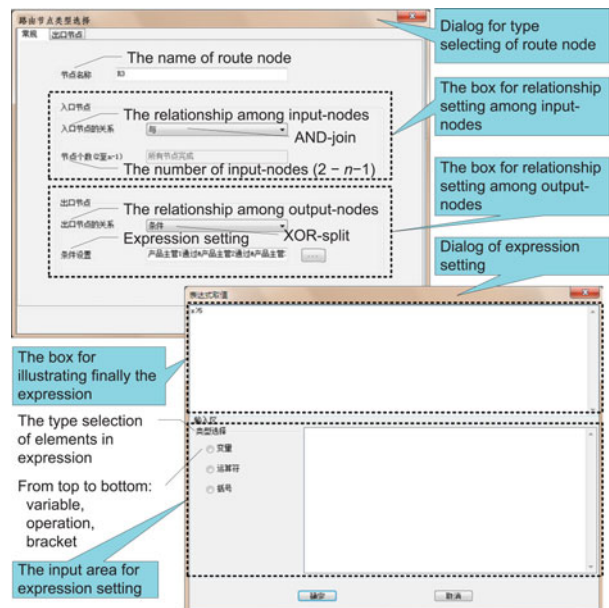 路由节点类型选择
常规 出口节点
The name of route node
节点名称 R3
入口节点
The relationship among input-nodes
入口节点的关系 与
AND-join
节点个数(2至n-1) 所有节点完成
The number of input-nodes (2 − n−1)
出口节点
The relationship among output-nodes
出口节点的关系 条件
Expression setting XOR-split
条件设置 产品主管1通过&产品主管2通过&产品主管
Dialog for type
selecting of route node
The box for relationship
setting among input-
nodes
The box for relationship
setting among output-
nodes
Dialog of expression
setting
表达式取值
The box for
illustrating finally the
expression
The type selection
of elements in
expression
From top to bottom:
variable,
operation,
bracket
The input area for
expression setting
输入区
类型选择
变量
运算符
括号
确定 取消